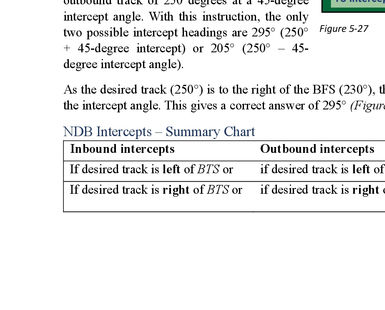 outbound track of 250 degrees at a 45-degree
intercept angle. With this instruction, the only
two possible intercept headings are 295° (250°
+ 45-degree intercept) or 205° (250° – 45-
degree intercept angle).
Figure 5-27
As the desired track (250°) is to the right of the BFS (230°),
the intercept angle. This gives a correct answer of 295°
NDB Intercepts – Summary Chart
Inbound intercepts Outbound intercepts
If desired track is left of BTS or if desired track is left of
If desired track is right of BTS or if desired track is right